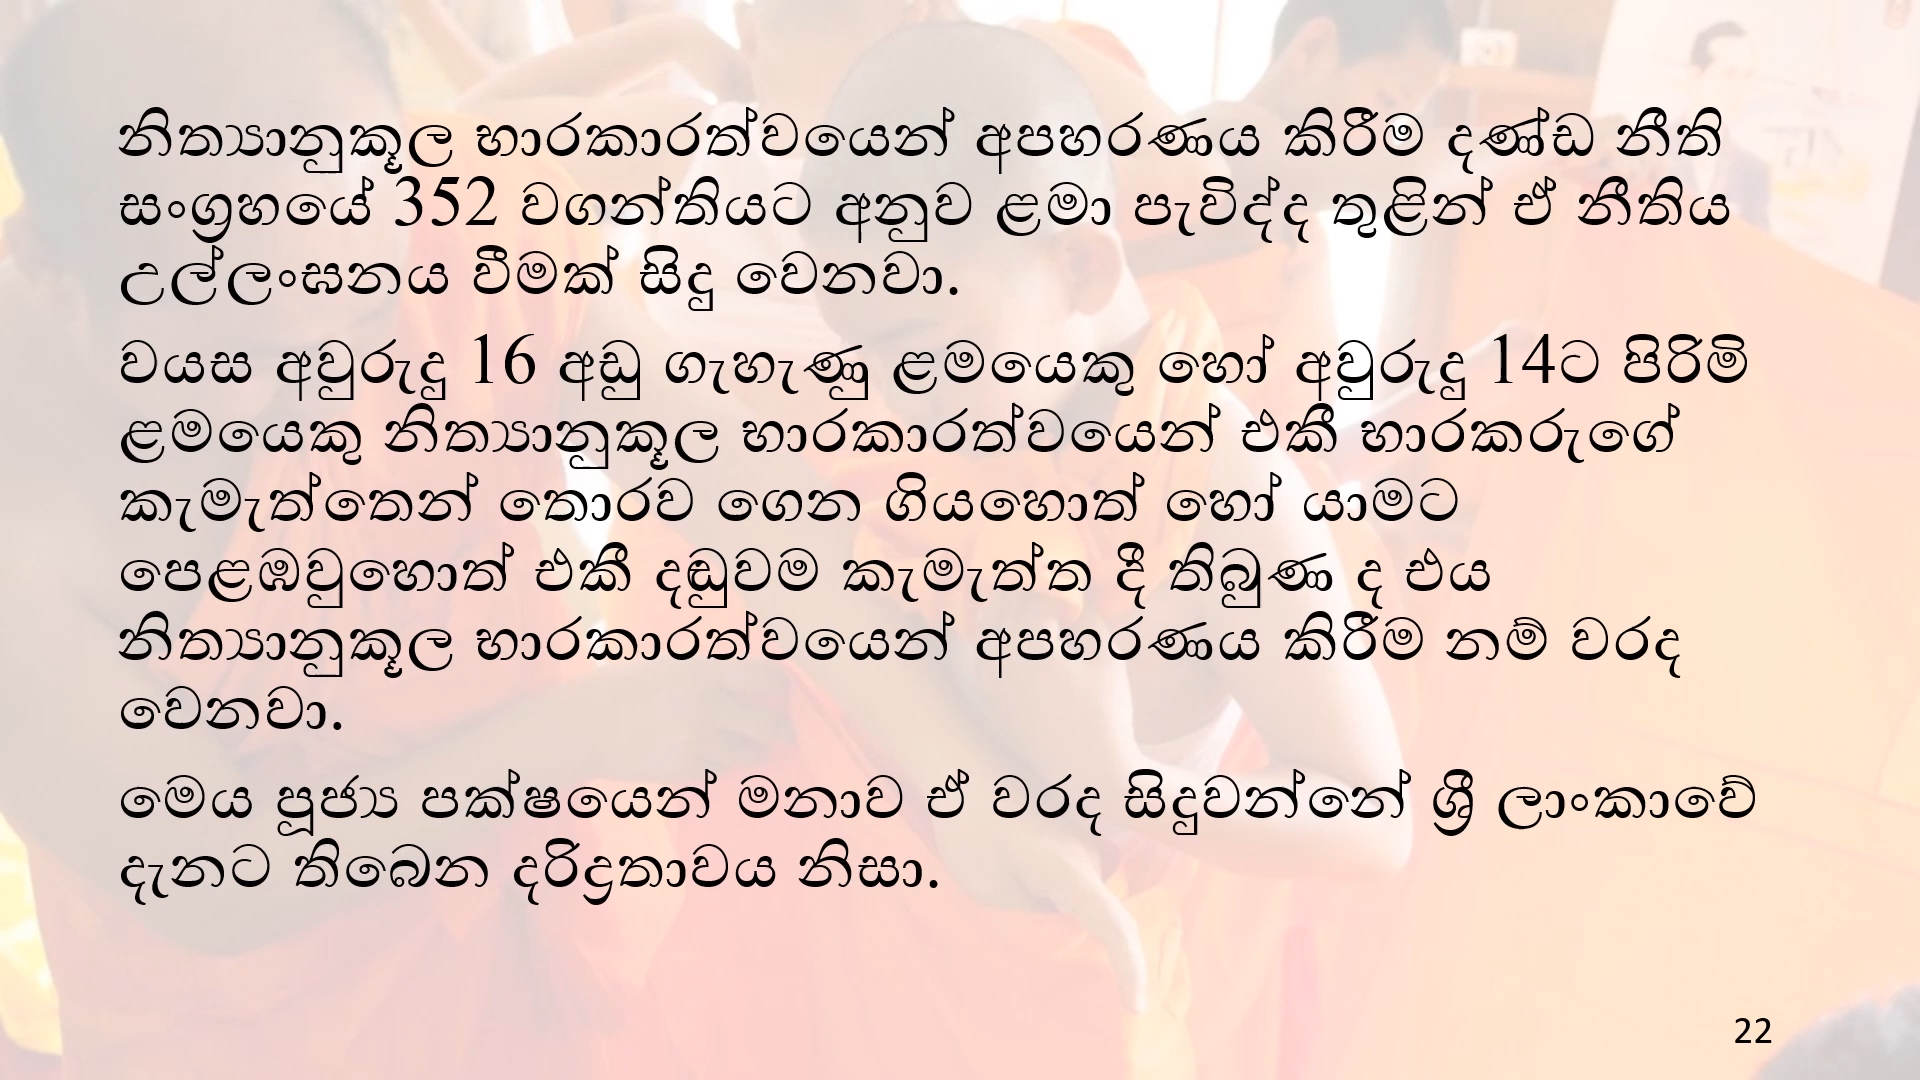 නිත්‍යානුකූල භාරකාරත්වයෙන් අපහරණය කිරීම දණ්ඩ නීති
සංග්‍රහයේ 352 වගන්තියට අනුව ළමා පැවිද්ද තුළින් ඒ නීතිය
උල්ලංඝනය වීමක් සිදු වෙනවා.
වයස අවුරුදු 16 අඩු ගැහැණු ළමයෙකු හෝ අවුරුදු 14ට පිරිමි
ළමයෙකු නිත්‍යානුකූල භාරකාරත්වයෙන් එකී භාරකරුගේ
කැමැත්තෙන් තොරව ගෙන ගියහොත් හෝ යාමට
පෙළඹවුහොත් එකී දඬුවම කැමැත්ත දී තිබුණ ද එය
නිත්‍යානුකූල භාරකාරත්වයෙන් අපහරණය කිරීම නම් වරද
වෙනවා.
මෙය පූජ්‍ය පක්ෂයෙන් මනාව ඒ වරද සිදුවන්නේ ශ්‍රී ලාංකාවේ
දැනට තිබෙන දරිද්‍රතාවය නිසා.
22